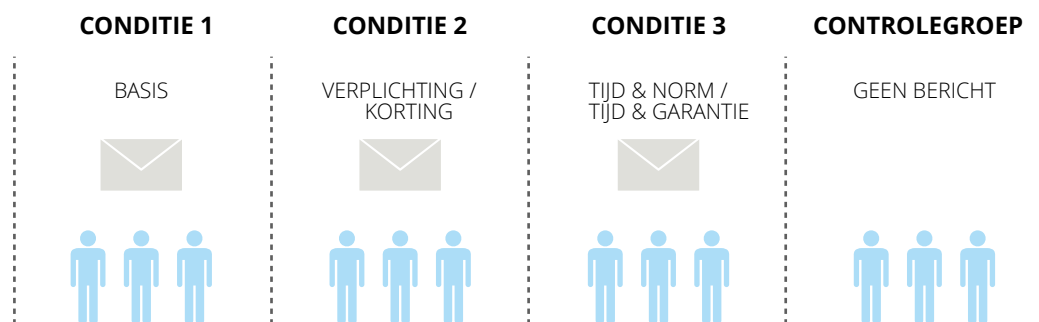 CONDITIE 1
BASIS
CONDITIE 2
VERPLICHTING /
KORTING
CONDITIE 3
TIJD & NORM /
TIJD & GARANTIE
CONTROLEGROEP
GEEN BERICHT